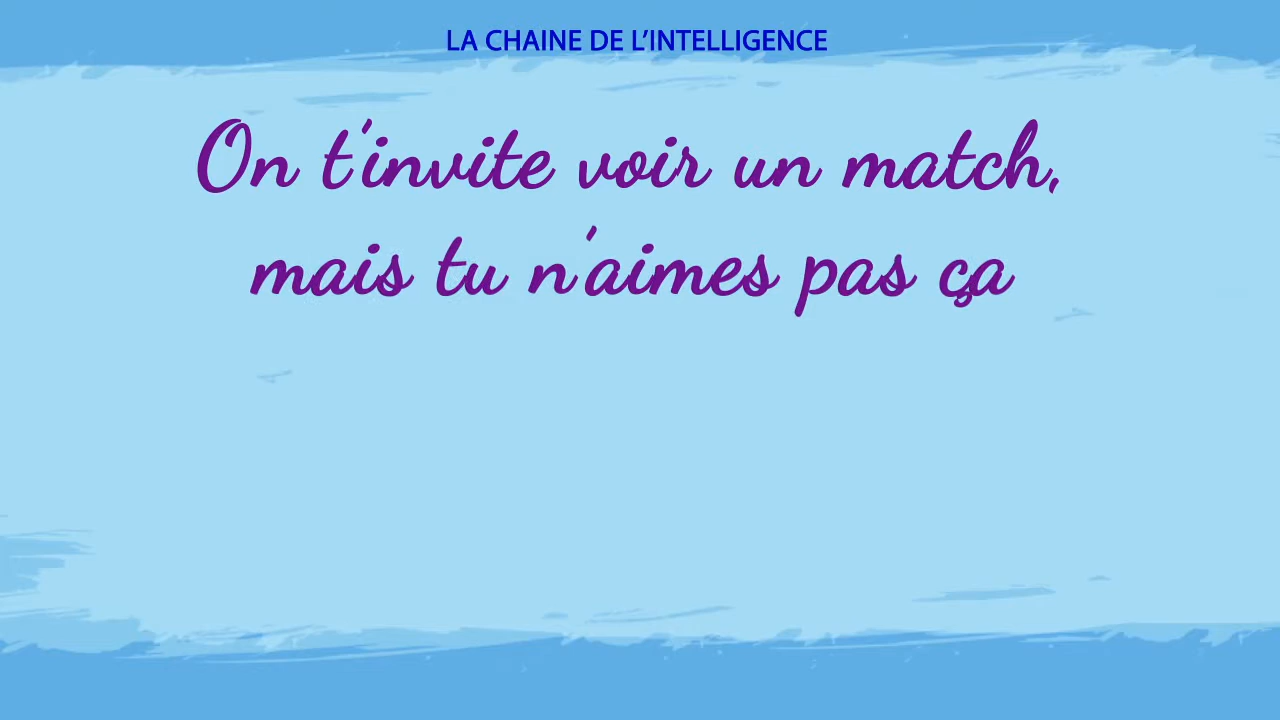 LA CHAINE DE L’INTELLIGENCE
On t'invite voir un match,
mais tu n'aimes pas ça